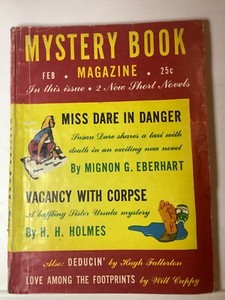 MYSTERY BOOK
FEB • MAGAZINE • 25c
In this issue • 2 New Short Novels
MISS DARE IN DANGER
Susan Dare shares a taxi with
death in an exciting new novel
By MIGNON G. EBERHART
VACANCY WITH CORPSE
A baffling Sister Ursula mystery
By H. H. HOLMES
Also: DEDUCIN' by Hugh Fullerton
LOVE AMONG THE FOOTPRINTS by Will Cuppy